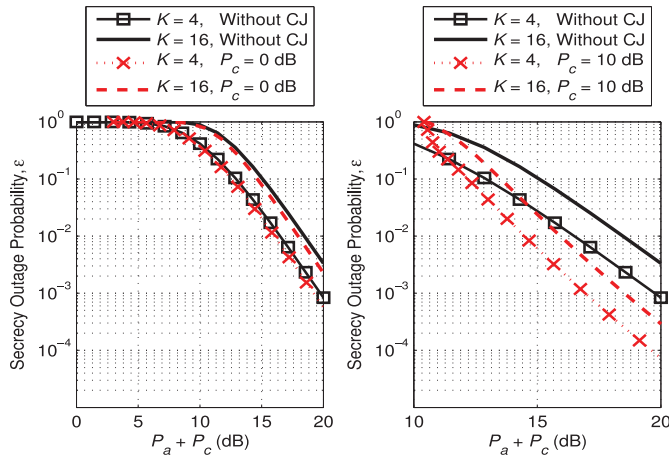 K = 4, Without CJ
K = 16, Without CJ
K = 4, P_c = 0 dB
K = 16, P_c = 0 dB
10^0
10^-1
10^-2
10^-3
10^-4
Secrecy Outage Probability, ε
0 5 10 15 20
P_a + P_c (dB)
K = 4, Without CJ
K = 16, Without CJ
K = 4, P_c = 10 dB
K = 16, P_c = 10 dB
10^0
10^-1
10^-2
10^-3
10^-4
Secrecy Outage Probability, ε
10 15 20
P_a + P_c (dB)